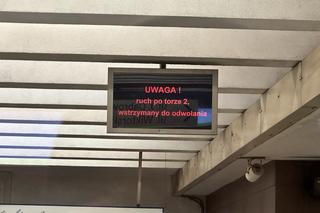 UWAGA !
ruch po torze 2,
wstrzymany do odwołania